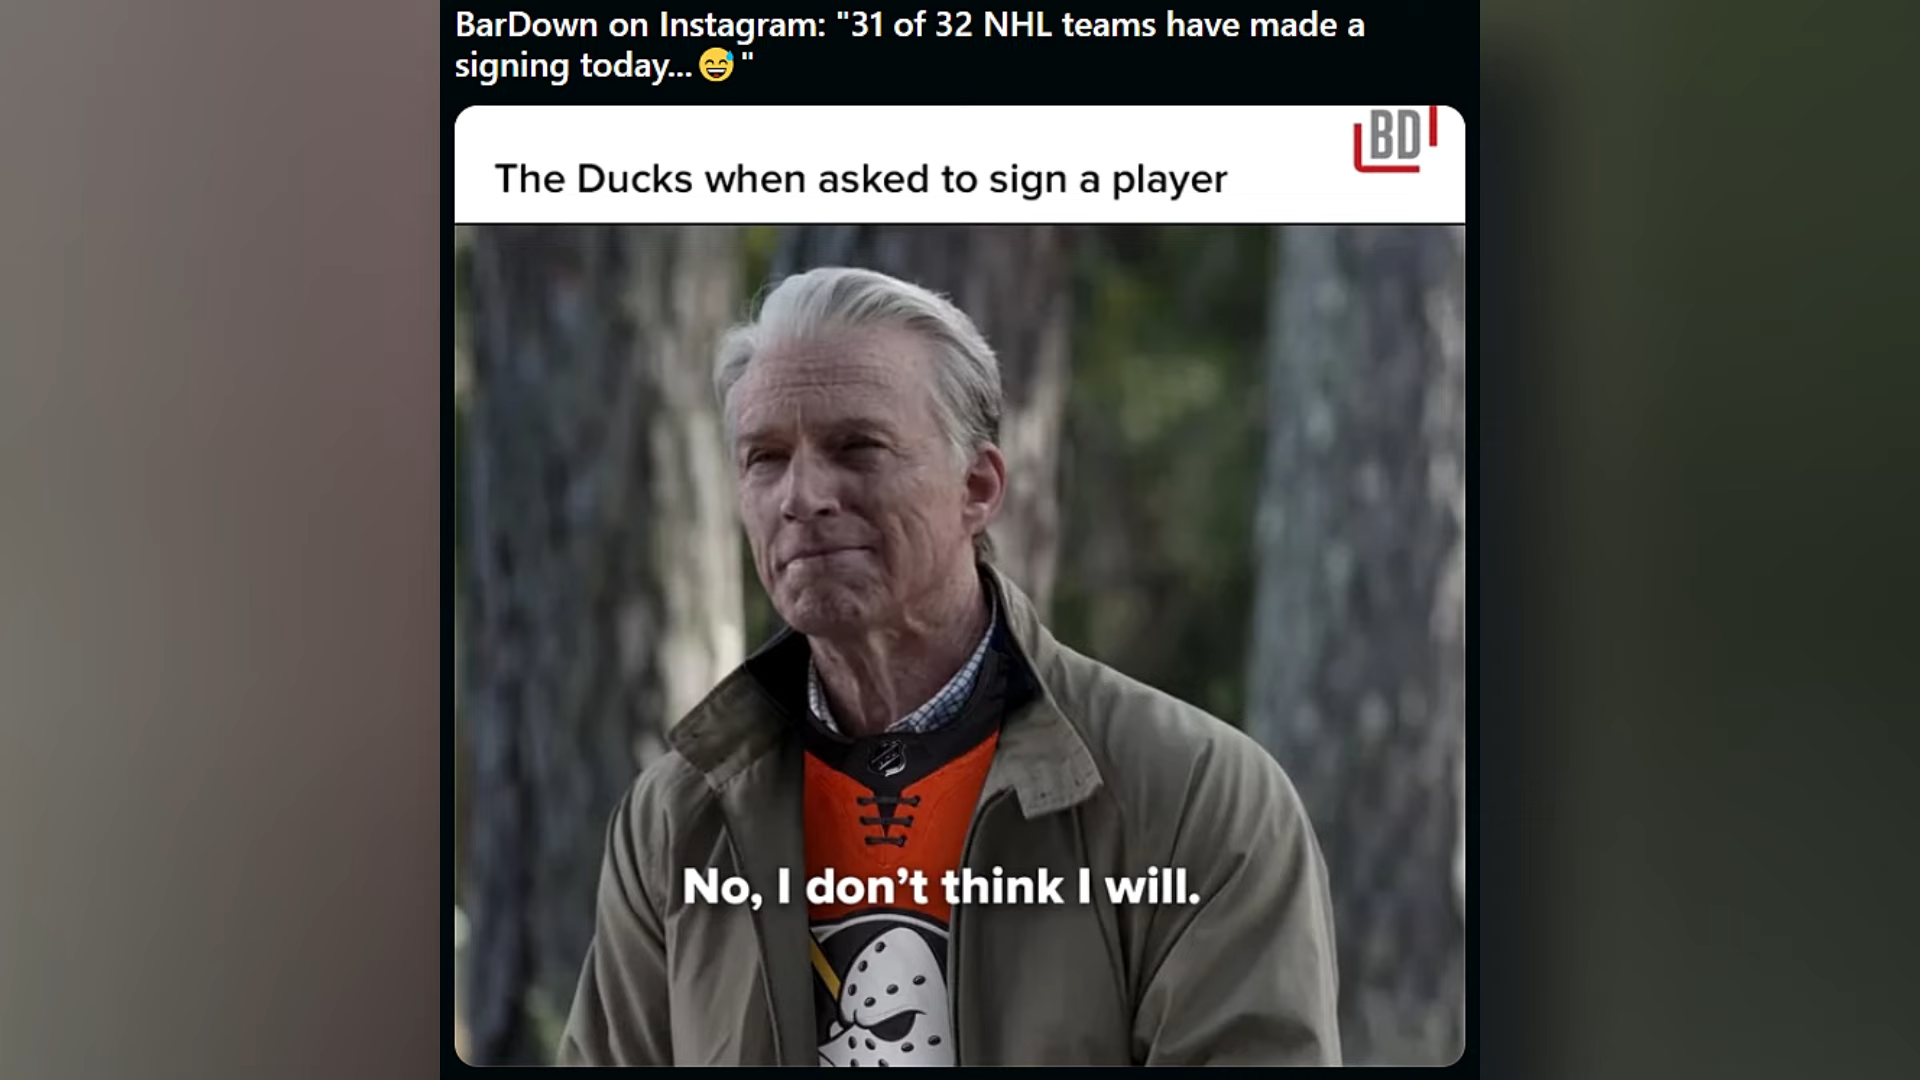 BarDown on Instagram: "31 of 32 NHL teams have made a
signing today...😅"
BD
The Ducks when asked to sign a player
No, I don't think I will.